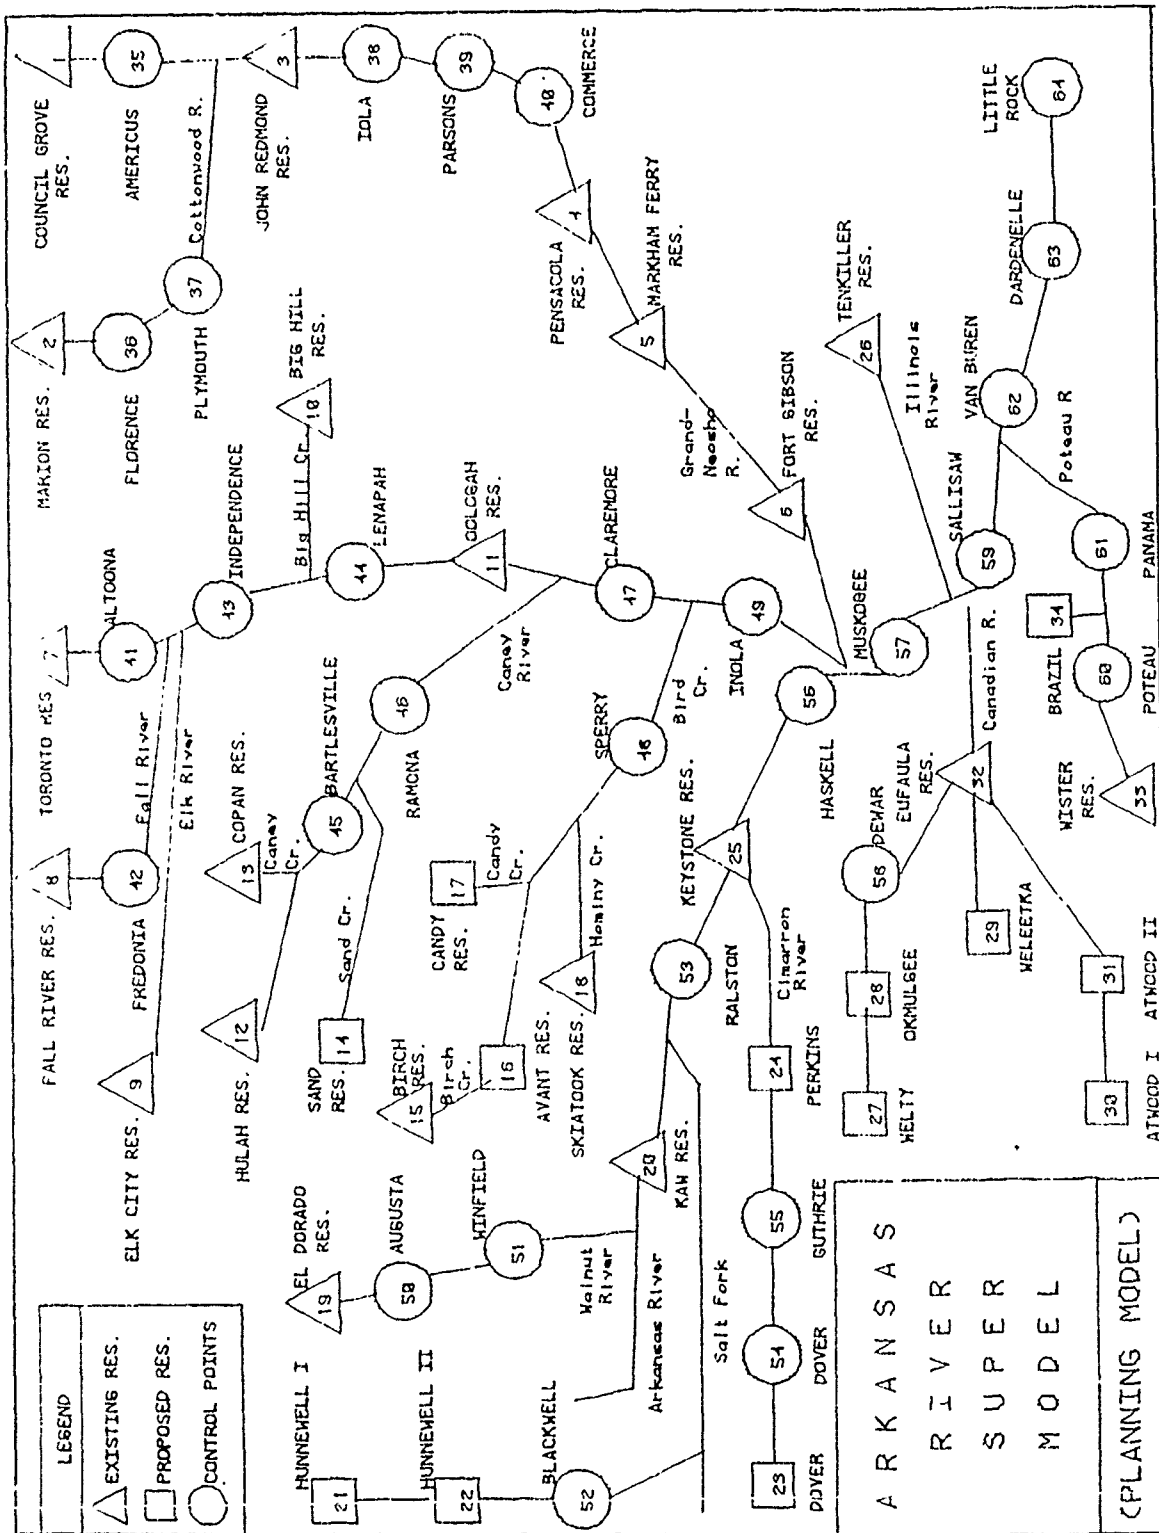 LEGEND
EXISTING RES.
PROPOSED RES.
CONTROL POINTS
FALL RIVER RES.
8
TORONTO RES
7
MARION RES.
2
COUNCIL GROVE
RES.
1
ELK CITY RES.
9
FREDONIA
42
Fall River
Elk River
ALTOONA
41
FLORENCE
36
AMERICUS
35
PLYMOUTH
37
Cottonwood R.
INDEPENDENCE
43
JOHN REDMOND
RES.
3
HULAH RES.
12
COPAN RES.
13
Caney
Cr.
Big Hill Cr.
BIG HILL
RES.
10
BARTLESVILLE
45
LENAPAH
44
IOLA
38
SAND
RES.
14
Sand Cr.
RAMONA
46
Caney
River
OOLOGAH
RES.
11
PARSONS
39
EL DORADO
RES.
19
BIRCH
RES.
15
Birch
Cr.
CANDY
RES.
17
Candy
Cr.
COMMERCE
40
HUNNEWELL I
21
AUGUSTA
50
AVANT RES.
16
SKIATOOK RES.
18
Hominy Cr.
SPERRY
48
Bird
Cr.
CLAREMORE
47
PENSACOLA
RES.
4
HUNNEWELL II
22
WINFIELD
51
INOLA
49
MARKHAM FERRY
RES.
5
BLACKWELL
52
Walnut
River
Arkansas River
KAW RES.
20
RALSTON
53
KEYSTONE RES.
25
Grand-
Neosho
R.
FORT GIBSON
RES.
6
Salt Fork
Cimarron
River
HASKELL
56
MUSKOGEE
57
TENKILLER
RES.
26
Illinois
River
DOVER
23
DOVER
54
GUTHRIE
55
PERKINS
24
WELTY
27
OKMULGEE
28
DEWAR
58
EUFAULA
RES.
32
Canadian R.
SALLISAW
59
VAN BUREN
62
DARDENELLE
63
LITTLE
ROCK
64
WELEETKA
29
WISTER
RES.
33
BRAZIL
34
POTEAU
60
PANAMA
61
Poteau R
ATWOOD I
30
ATWOOD II
31
ARKANSAS
RIVER
SUPER
MODEL
(PLANNING MODEL)